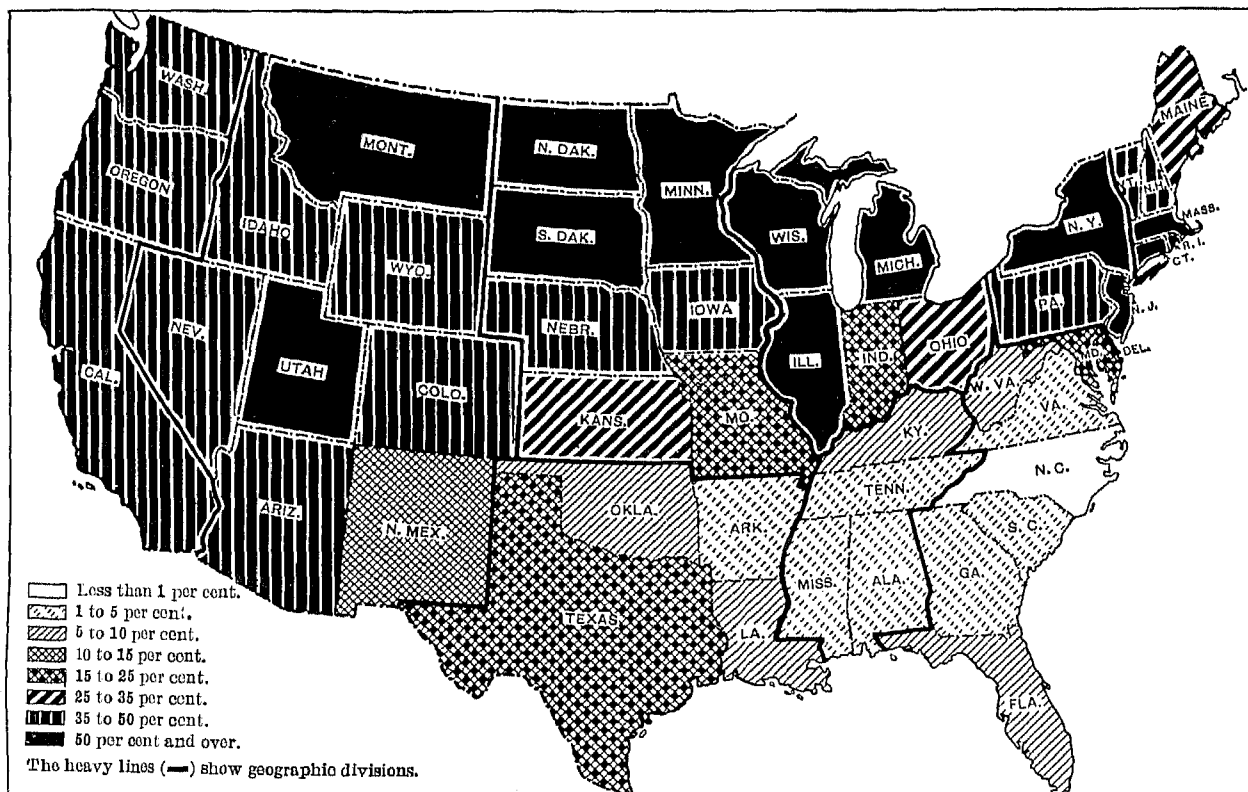 WASH
OREGON
IDAHO
MONT.
N. DAK.
S. DAK.
MINN.
WIS.
MICH.
WYO.
NEBR.
IOWA
NEV.
UTAH
COLO.
CAL.
ARIZ.
N. MEX.
KANS.
MO.
ILL.
IND.
OHIO
PA.
N. Y.
VT.
N.H.
MAINE
MASS.
R. I.
CT.
N. J.
DEL.
MD.
W. VA.
VA.
KY.
N. C.
TENN.
S. C.
OKLA.
ARK.
MISS.
ALA.
GA.
TEXAS
LA.
FLA.
Less than 1 per cent.
1 to 5 per cent.
5 to 10 per cent.
10 to 15 per cent.
15 to 25 per cent.
25 to 35 per cent.
35 to 50 per cent.
50 per cent and over.
The heavy lines (▬) show geographic divisions.